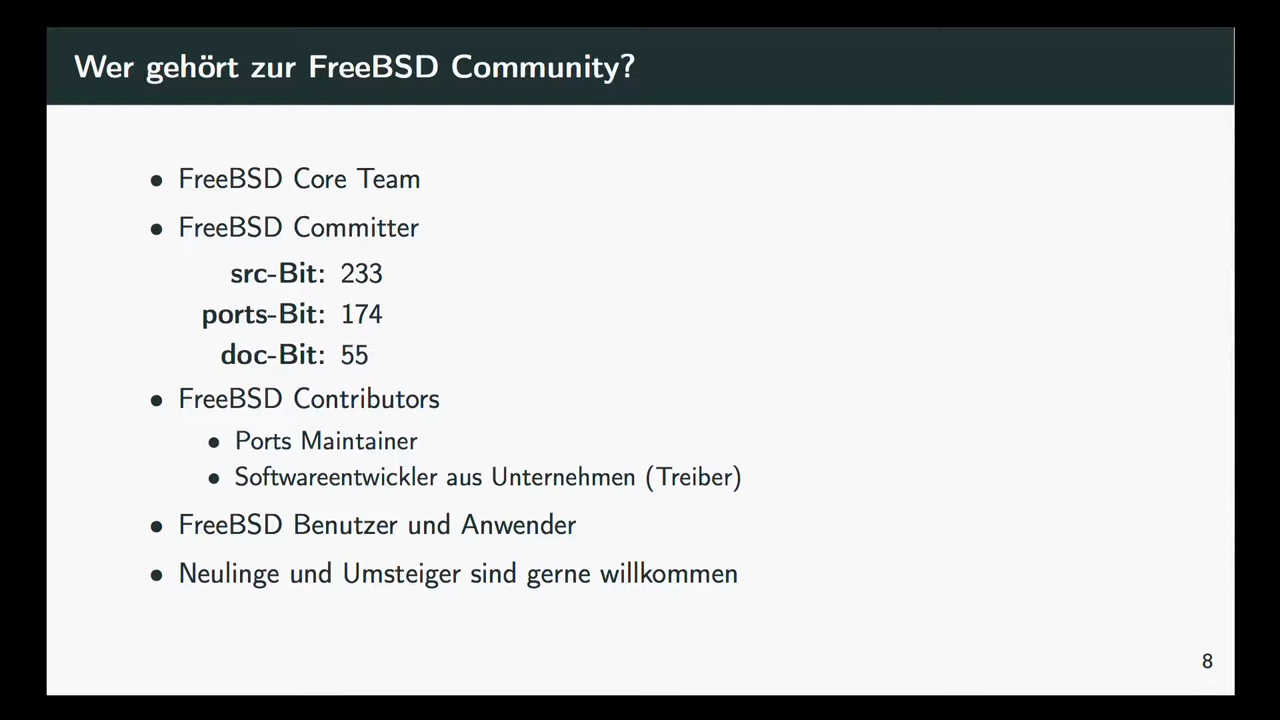 Wer gehört zur FreeBSD Community?
• FreeBSD Core Team
• FreeBSD Committer
src-Bit: 233
ports-Bit: 174
doc-Bit: 55
• FreeBSD Contributors
• Ports Maintainer
• Softwareentwickler aus Unternehmen (Treiber)
• FreeBSD Benutzer und Anwender
• Neulinge und Umsteiger sind gerne willkommen
8